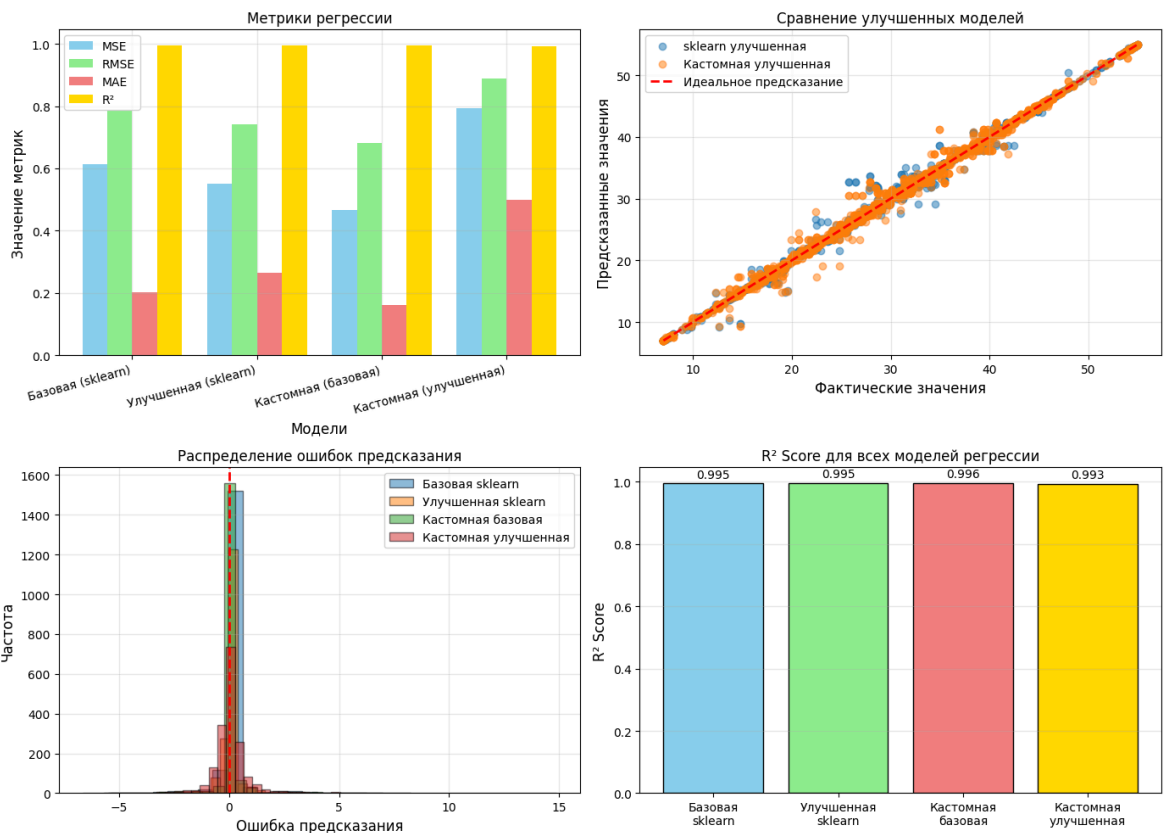 Метрики регрессии
MSE
RMSE
MAE
R²
1.0
0.8
0.6
0.4
0.2
0.0
Значение метрик
Базовая (sklearn)
Улучшенная (sklearn)
Кастомная (базовая)
Кастомная (улучшенная)
Модели
Сравнение улучшенных моделей
sklearn улучшенная
Кастомная улучшенная
Идеальное предсказание
50
40
30
20
10
Предсказанные значения
10 20 30 40 50
Фактические значения
Распределение ошибок предсказания
Базовая sklearn
Улучшенная sklearn
Кастомная базовая
Кастомная улучшенная
1600
1400
1200
1000
800
600
400
200
0
Частота
−5 0 5 10 15
Ошибка предсказания
R² Score для всех моделей регрессии
0.995 0.995 0.996 0.993
1.0
0.8
0.6
0.4
0.2
0.0
R² Score
Базовая
sklearn
Улучшенная
sklearn
Кастомная
базовая
Кастомная
улучшенная